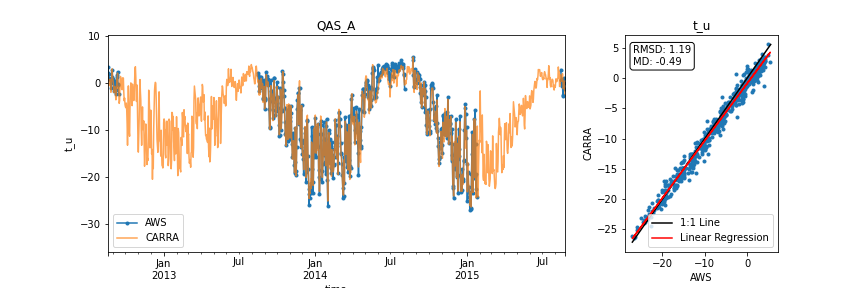 QAS_A
t_u
10
0
−10
−20
−30
t_u
AWS
CARRA
Jan
2013
Jul
Jan
2014
Jul
Jan
2015
Jul
time
RMSD: 1.19
MD: -0.49
5
0
−5
−10
−15
−20
−25
CARRA
1:1 Line
Linear Regression
−20
−10
0
AWS